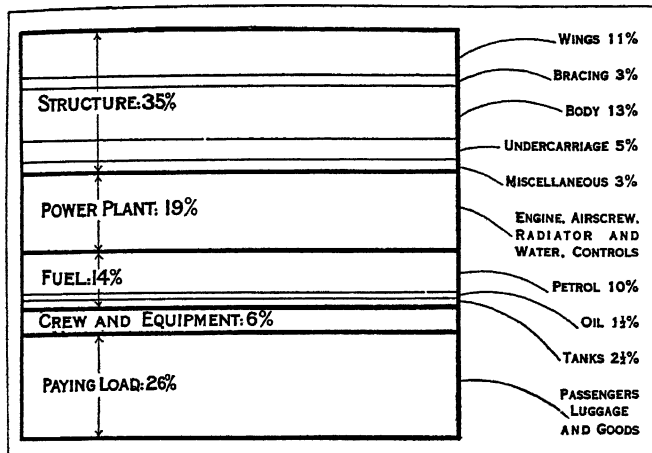 STRUCTURE: 35%
POWER PLANT: 19%
FUEL: 14%
CREW AND EQUIPMENT: 6%
PAYING LOAD: 26%
WINGS 11%
BRACING 3%
BODY 13%
UNDERCARRIAGE 5%
MISCELLANEOUS 3%
ENGINE, AIRSCREW,
RADIATOR AND
WATER, CONTROLS
PETROL 10%
OIL 1½%
TANKS 2½%
PASSENGERS
LUGGAGE
AND GOODS